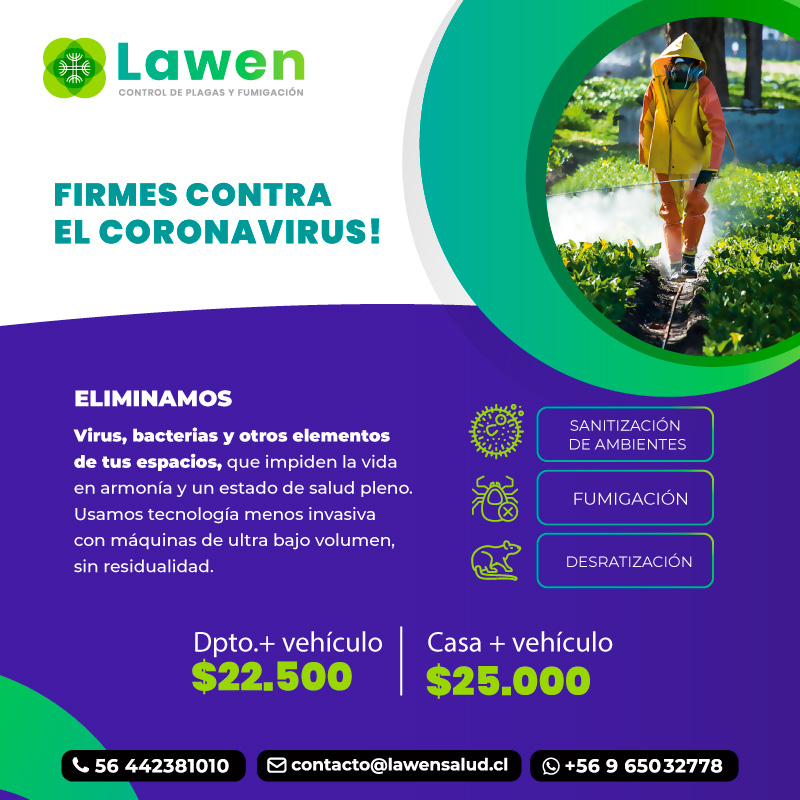 Lawen
CONTROL DE PLAGAS Y FUMIGACIÓN
FIRMES CONTRA
EL CORONAVIRUS!
ELIMINAMOS
Virus, bacterias y otros elementos
de tus espacios, que impiden la vida
en armonía y un estado de salud pleno.
Usamos tecnología menos invasiva
con máquinas de ultra bajo volumen,
sin residualidad.
SANITIZACIÓN
DE AMBIENTES
FUMIGACIÓN
DESRATIZACIÓN
Dpto.+ vehículo
$22.500
Casa + vehículo
$25.000
56 442381010
contacto@lawensalud.cl
+56 9 65032778